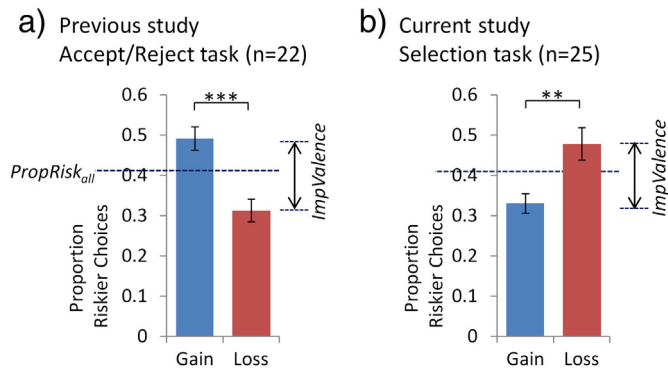 a) Previous study
Accept/Reject task (n=22)
Proportion
Riskier Choices
0.6
0.5
0.4
0.3
0.2
0.1
0
***
PropRisk_all
ImpValence
Gain Loss
b) Current study
Selection task (n=25)
Proportion
Riskier Choices
0.6
0.5
0.4
0.3
0.2
0.1
0
**
ImpValence
Gain Loss